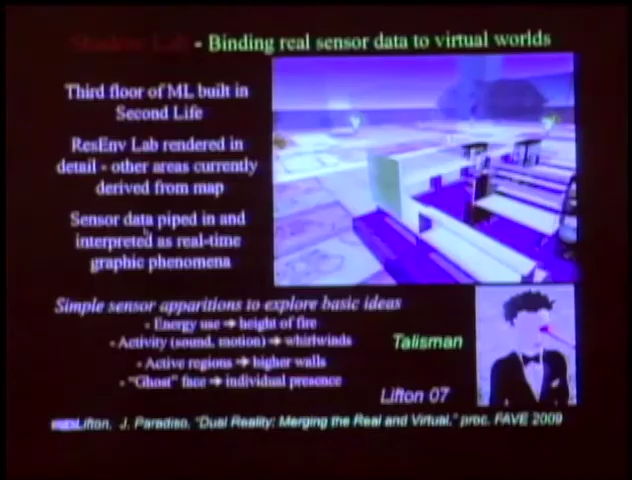 Shadow Lab - Binding real sensor data to virtual worlds
Third floor of ML built in
Second Life
ResEnv Lab rendered in
detail - other areas currently
derived from map
Sensor data piped in and
interpreted as real-time
graphic phenomena
Simple sensor apparitions to explore basic ideas
- Energy use ➔ height of fire
- Activity (sound, motion) ➔ whirlwinds
- Active regions ➔ higher walls
- "Ghost" face ➔ individual presence
Talisman
Lifton 07
Lifton, J. Paradiso, "Dual Reality: Merging the Real and Virtual," proc. FAVE 2009